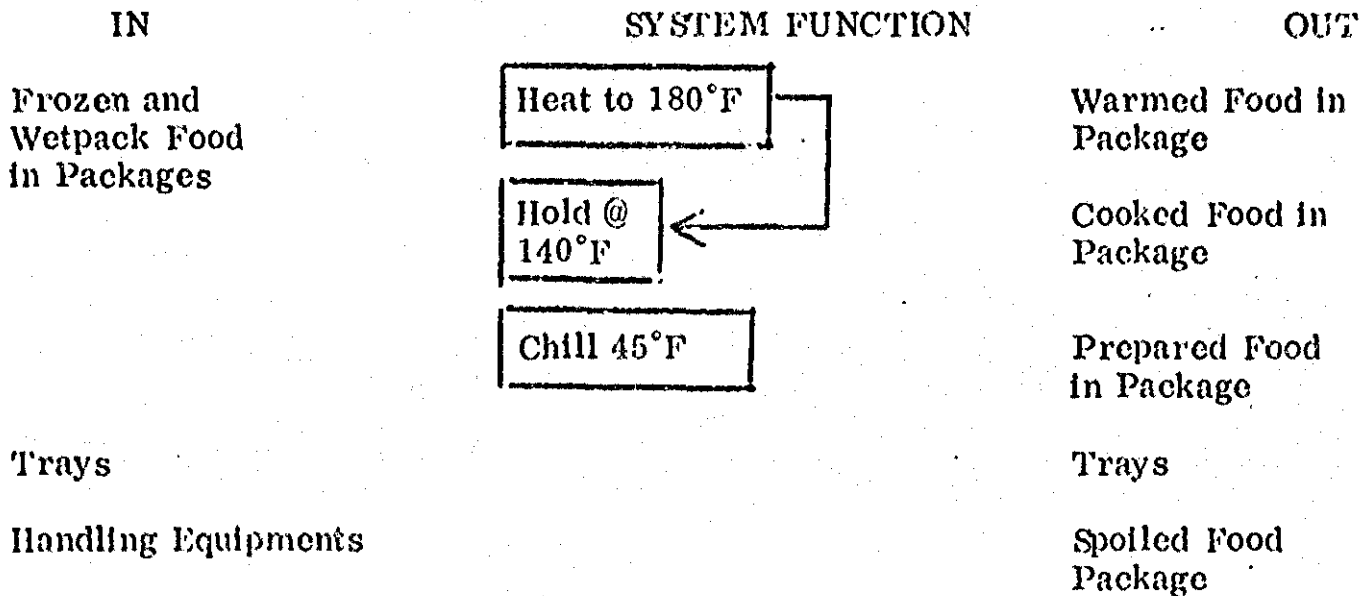 IN SYSTEM FUNCTION OUT
Frozen and
Wetpack Food
in Packages
Heat to 180°F
Hold @
140°F
Chill 45°F
Warmed Food in
Package
Cooked Food in
Package
Prepared Food
in Package
Trays
Trays
Handling Equipments
Spoiled Food
Package